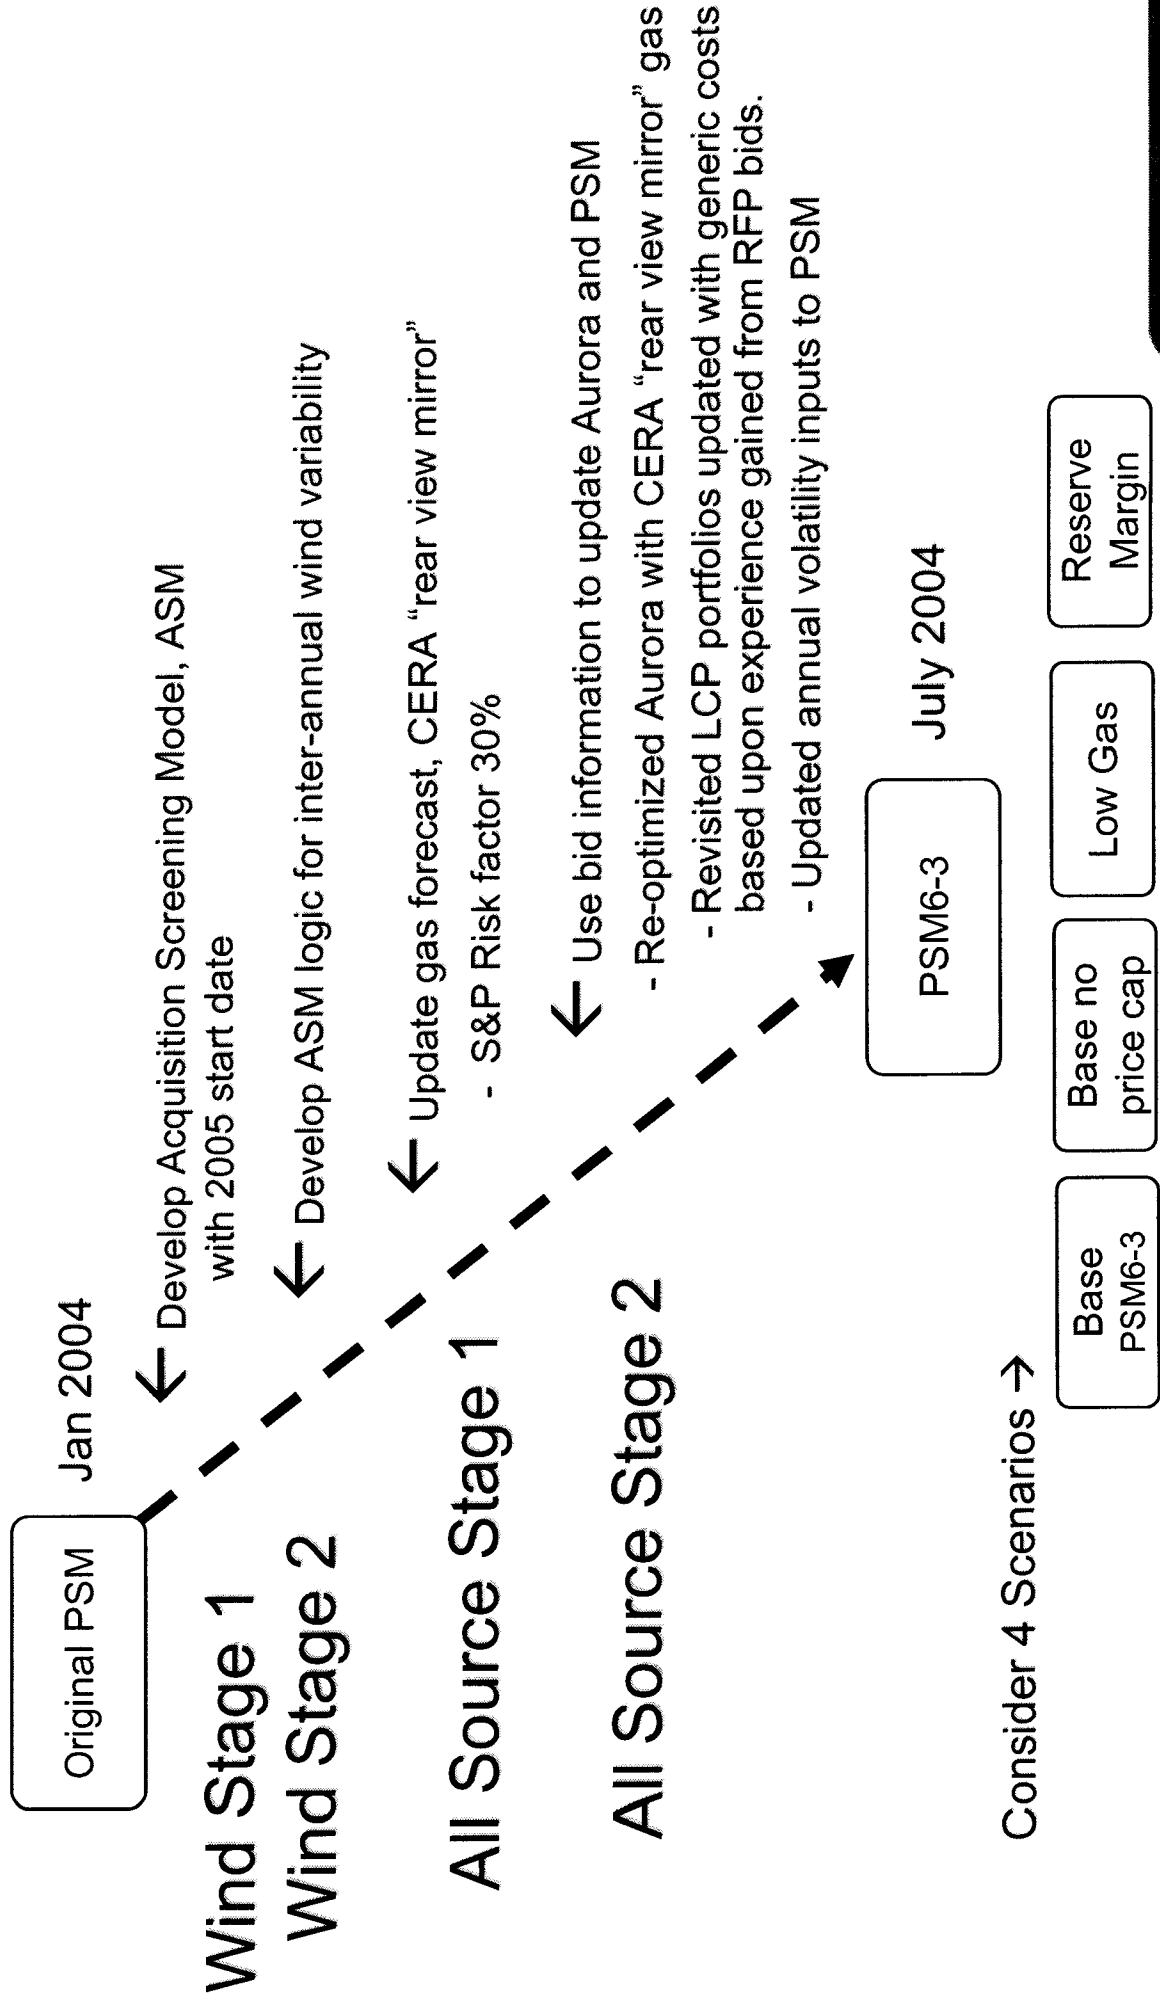 Original PSM
Jan 2004
Wind Stage 1
← Develop Acquisition Screening Model, ASM
with 2005 start date
Wind Stage 2
← Develop ASM logic for inter-annual wind variability
All Source Stage 1
← Update gas forecast, CERA “rear view mirror”
- S&P Risk factor 30%
All Source Stage 2
← Use bid information to update Aurora and PSM
- Re-optimized Aurora with CERA “rear view mirror” gas
- Revisited LCP portfolios updated with generic costs
based upon experience gained from RFP bids.
- Updated annual volatility inputs to PSM
PSM6-3
July 2004
Consider 4 Scenarios →
Base
PSM6-3
Base no
price cap
Low Gas
Reserve
Margin